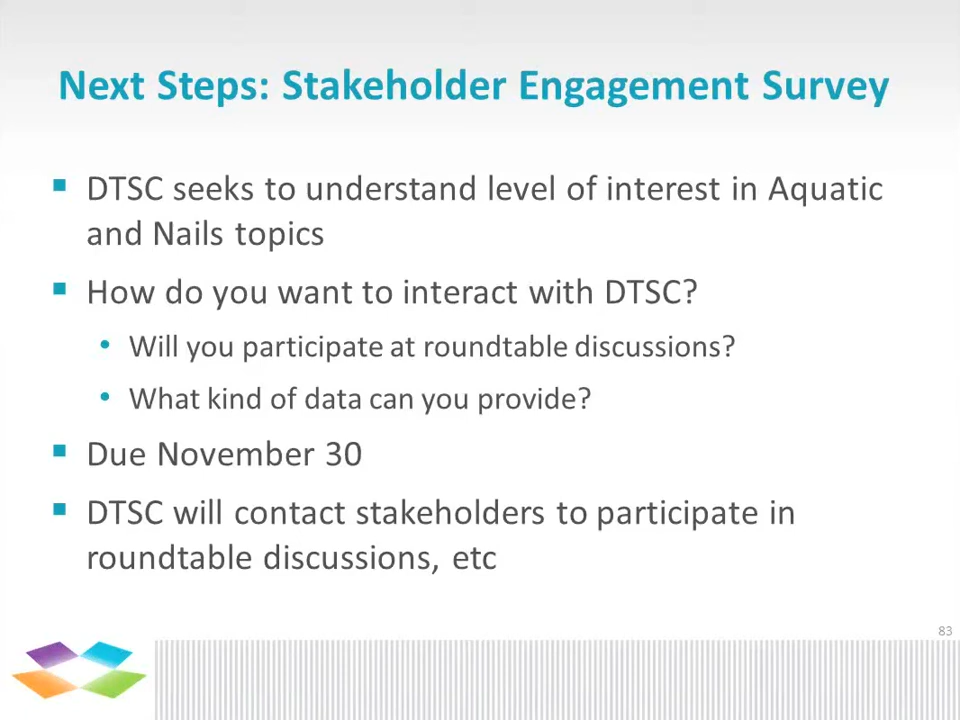 Next Steps: Stakeholder Engagement Survey
DTSC seeks to understand level of interest in Aquatic
and Nails topics
How do you want to interact with DTSC?
Will you participate at roundtable discussions?
What kind of data can you provide?
Due November 30
DTSC will contact stakeholders to participate in
roundtable discussions, etc
83